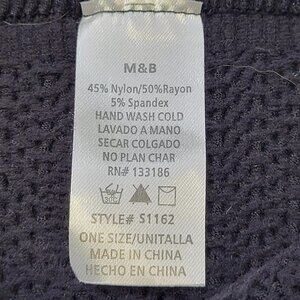 M&B
45% Nylon/50%Rayon
5% Spandex
HAND WASH COLD
LAVADO A MANO
SECAR COLGADO
NO PLAN CHAR
RN# 133186
STYLE# S1162
ONE SIZE/UNITALLA
MADE IN CHINA
HECHO EN CHINA